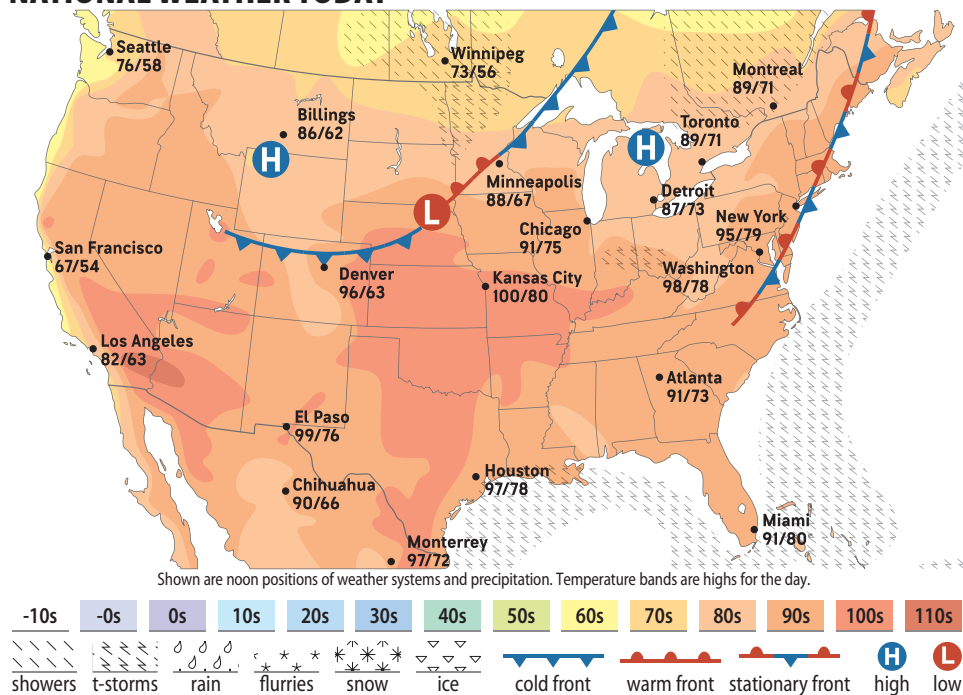 NATIONAL WEATHER TODAY
Seattle
76/58
Winnipeg
73/56
Montreal
89/71
Billings
86/62
H
H
Toronto
89/71
Minneapolis
88/67
Detroit
87/73
L
Chicago
91/75
New York
95/79
San Francisco
67/54
Denver
96/63
Kansas City
100/80
Washington
98/78
Los Angeles
82/63
Atlanta
91/73
El Paso
99/76
Chihuahua
90/66
Houston
97/78
Miami
91/80
Monterrey
97/72
Shown are noon positions of weather systems and precipitation. Temperature bands are highs for the day.
-10s -0s 0s 10s 20s 30s 40s 50s 60s 70s 80s 90s 100s 110s
H L
showers t-storms rain flurries snow ice cold front warm front stationary front high low